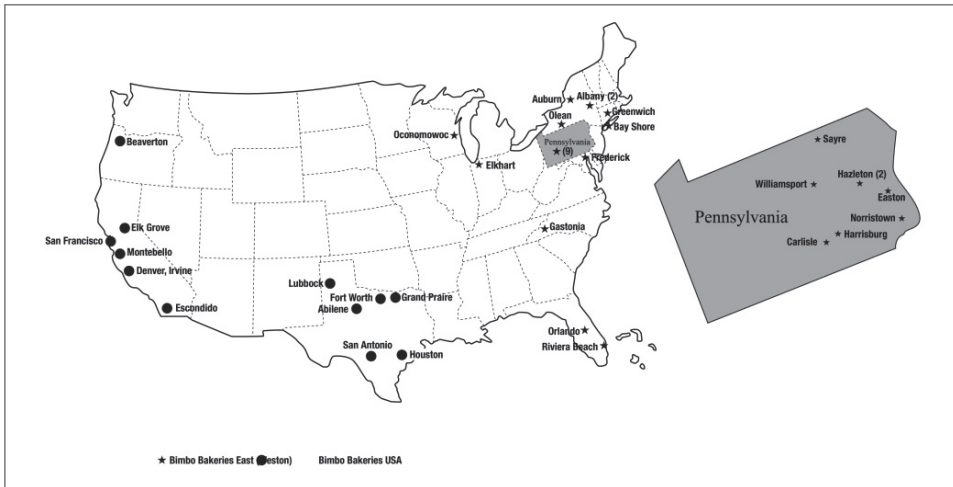 Auburn
Albany (2)
Olean
Greenwich
Bay Shore
Oconomowoc
Beaverton
Pennsylvania
(9)
Frederick
Elkhart
Sayre
Williamsport
Hazleton (2)
Easton
Pennsylvania
Norristown
Harrisburg
Carlisle
Elk Grove
San Francisco
Gastonia
Montebello
Denver, Irvine
Lubbock
Fort Worth
Grand Praire
Abilene
Escondido
Orlando
San Antonio
Houston
Riviera Beach
Bimbo Bakeries East eston)
Bimbo Bakeries USA